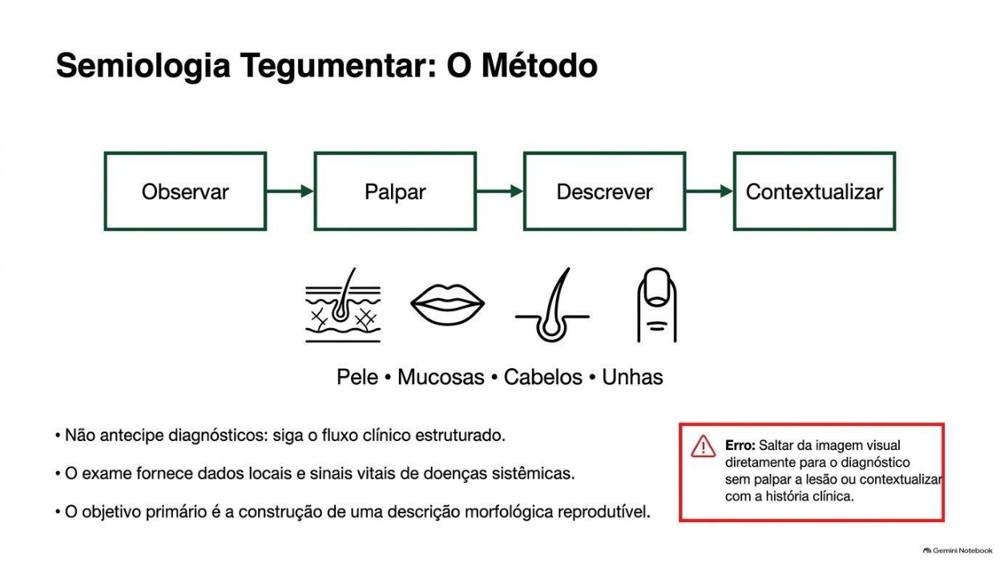 Semiologia Tegumentar: O Método
Observar
Palpar
Descrever
Contextualizar
Pele • Mucosas • Cabelos • Unhas
• Não antecipe diagnósticos: siga o fluxo clínico estruturado.
• O exame fornece dados locais e sinais vitais de doenças sistêmicas.
• O objetivo primário é a construção de uma descrição morfológica reprodutível.
Erro: Saltar da imagem visual
diretamente para o diagnóstico
sem palpar a lesão ou contextualizar
com a história clínica.
Gemini Notebook